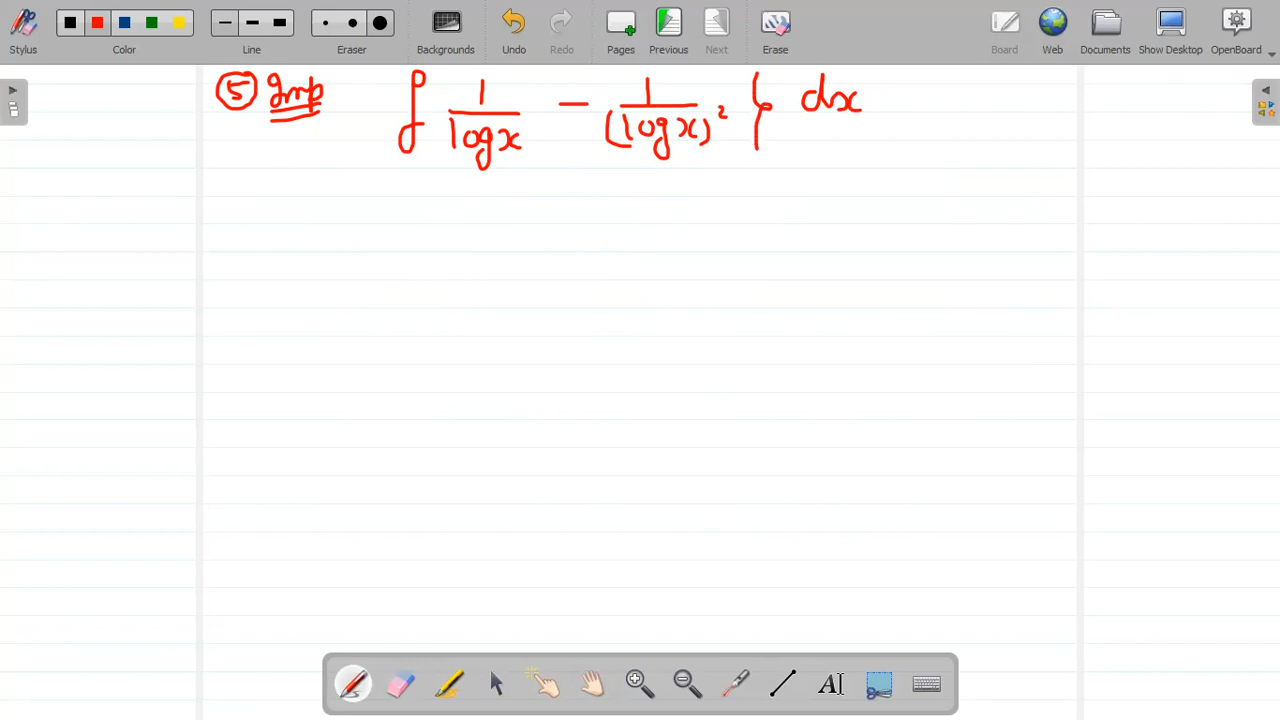 Stylus
Color
Line
Eraser
Backgrounds
Undo
Redo
Pages
Previous
Next
Erase
Board
Web
Documents
Show Desktop
OpenBoard
⑤ Imp ∫ 1/log x - 1/(log x)² } dx